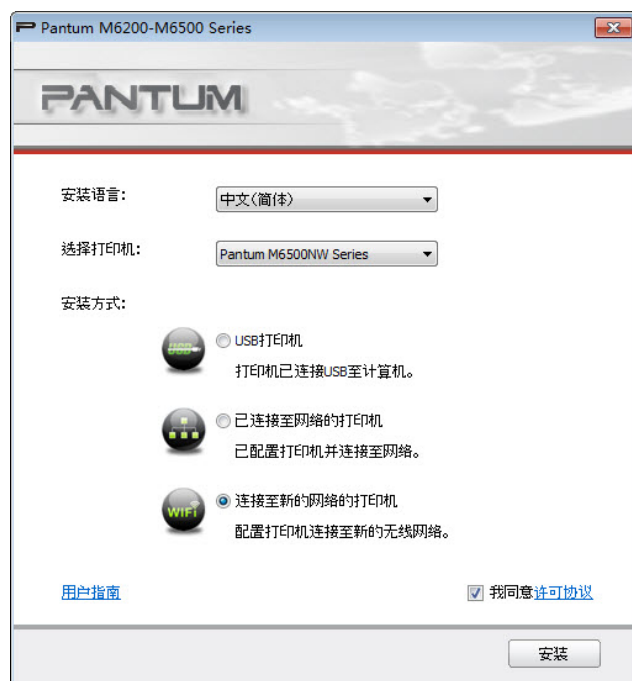 Pantum M6200-M6500 Series
PANTUM
安装语言：
中文(简体)
选择打印机：
Pantum M6500NW Series
安装方式：
USB
USB打印机
打印机已连接USB至计算机。
已连接至网络的打印机
已配置打印机并连接至网络。
WiFi
连接至新的网络的打印机
配置打印机连接至新的无线网络。
用户指南
我同意许可协议
安装